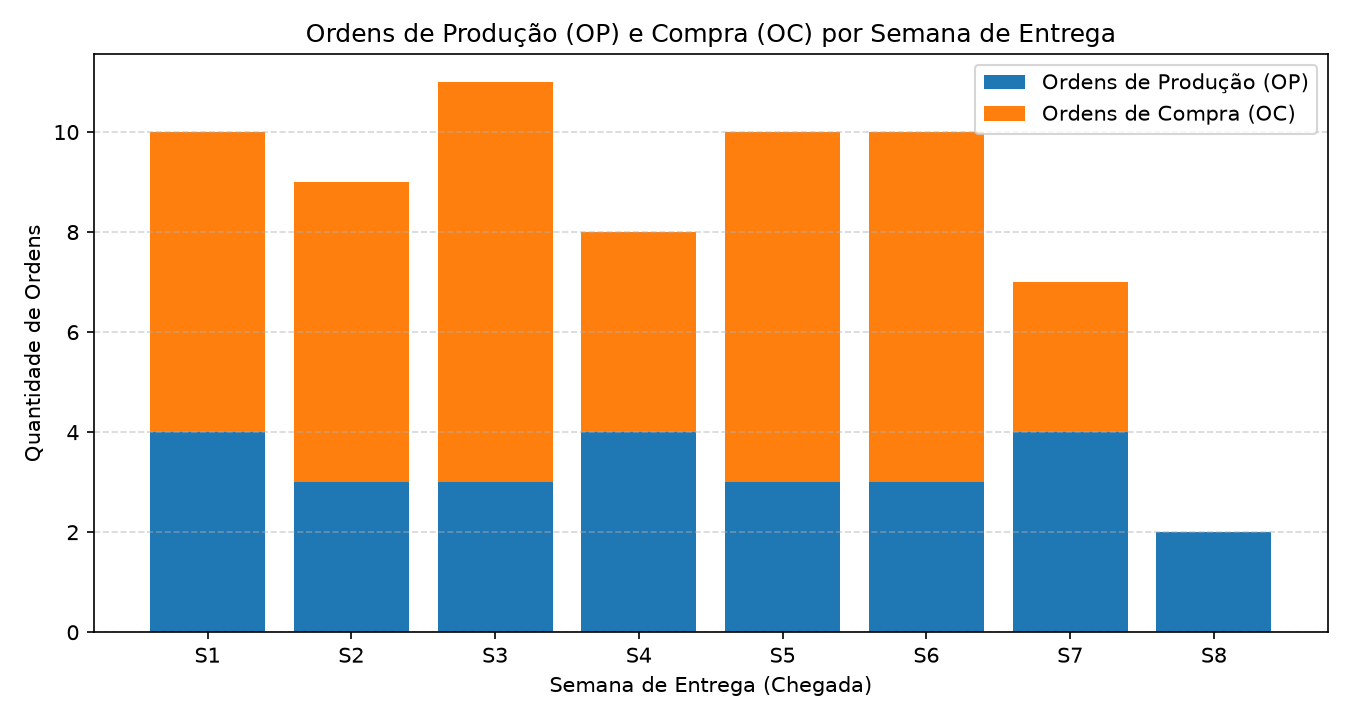 Ordens de Produção (OP) e Compra (OC) por Semana de Entrega
Ordens de Produção (OP)
Ordens de Compra (OC)
Quantidade de Ordens
10
8
6
4
2
0
S1 S2 S3 S4 S5 S6 S7 S8
Semana de Entrega (Chegada)